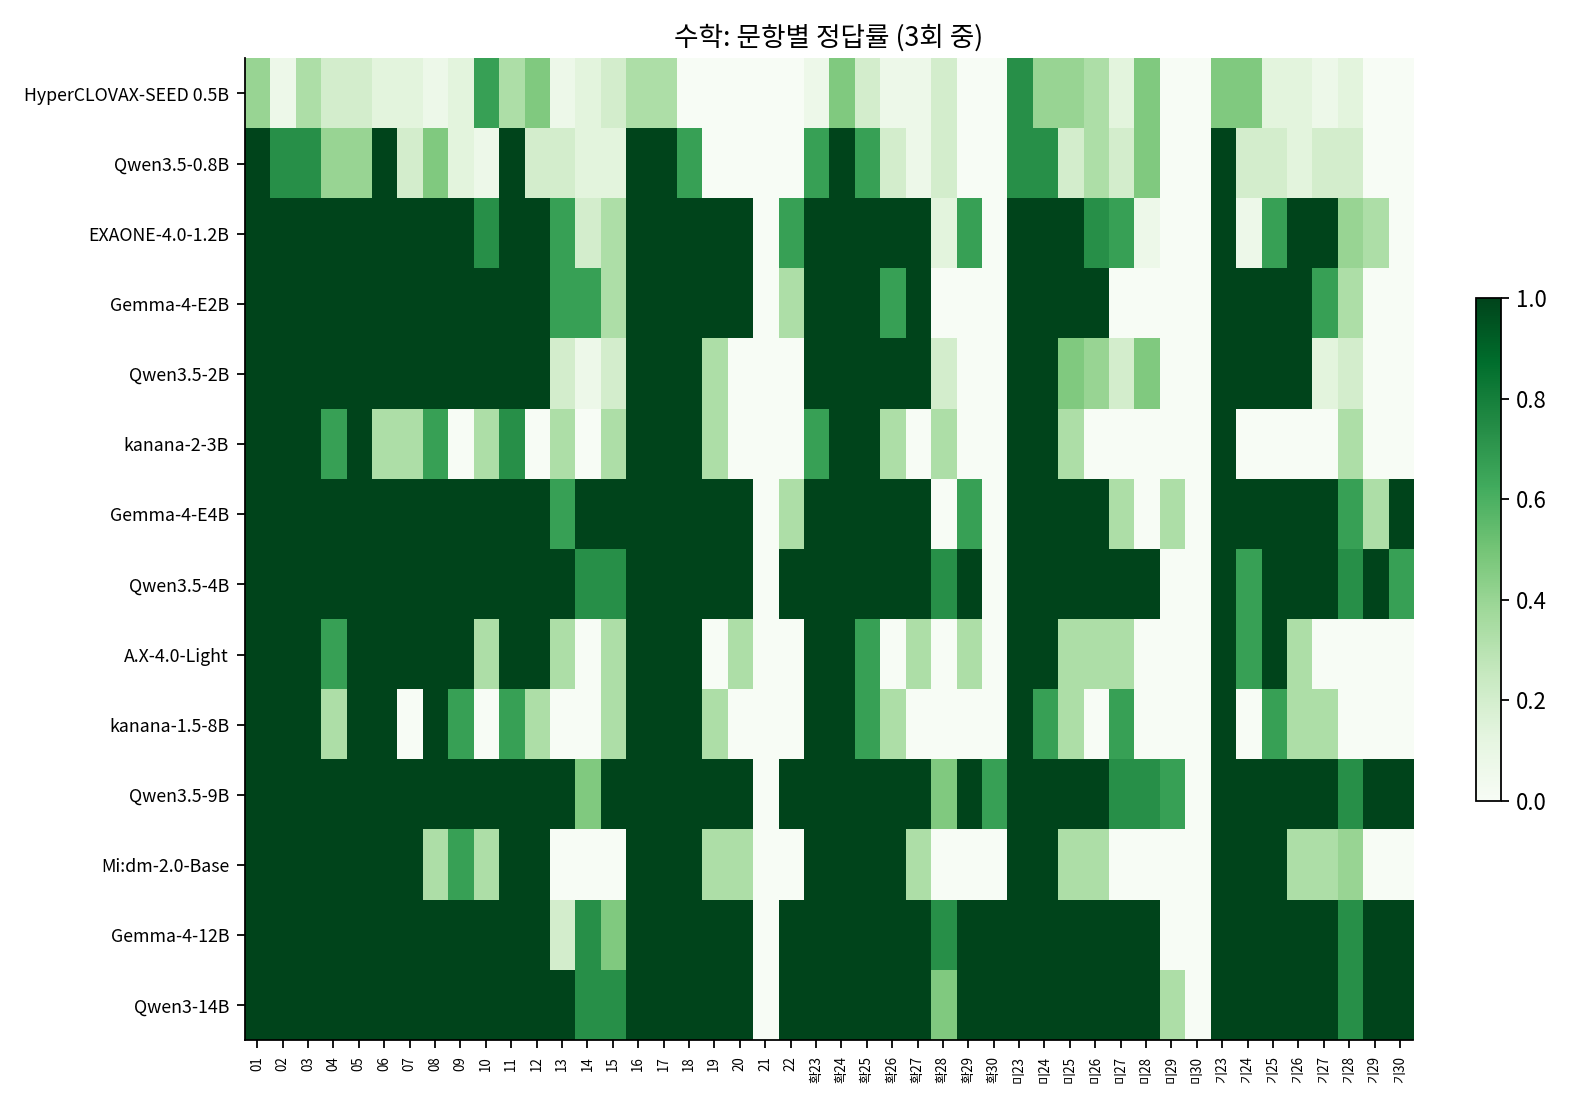 수학: 문항별 정답률 (3회 중)
HyperCLOVAX-SEED 0.5B
Qwen3.5-0.8B
EXAONE-4.0-1.2B
Gemma-4-E2B
Qwen3.5-2B
kanana-2-3B
Gemma-4-E4B
Qwen3.5-4B
A.X-4.0-Light
kanana-1.5-8B
Qwen3.5-9B
Mi:dm-2.0-Base
Gemma-4-12B
Qwen3-14B
01 02 03 04 05 06 07 08 09 10 11 12 13 14 15 16 17 18 19 20 21 22 확23 확24 확25 확26 확27 확28 확29 확30 미23 미24 미25 미26 미27 미28 미29 미30 기23 기24 기25 기26 기27 기28 기29 기30
1.0
0.8
0.6
0.4
0.2
0.0